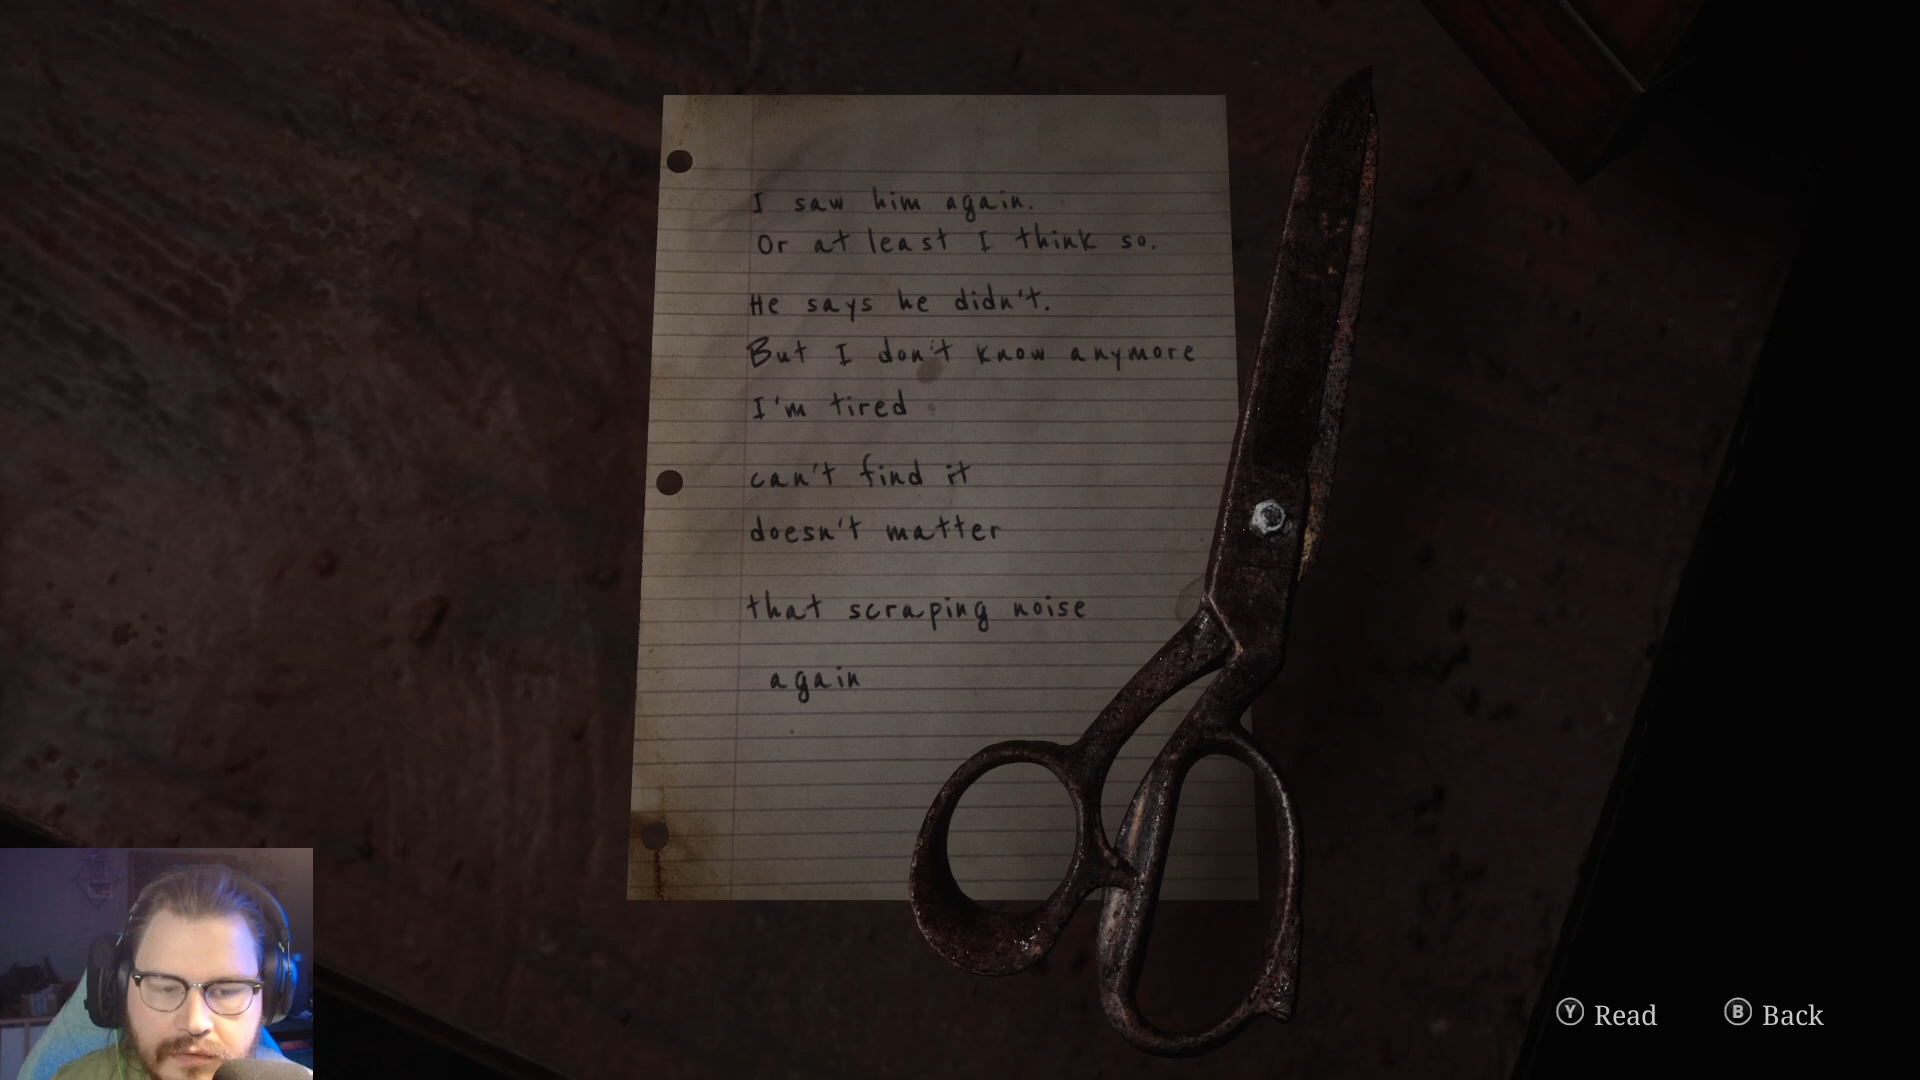 I saw him again.
Or at least I think so.
He says he didn't.
But I don't know anymore
I'm tired
can't find it
doesn't matter
that scraping noise
again
Y Read B Back